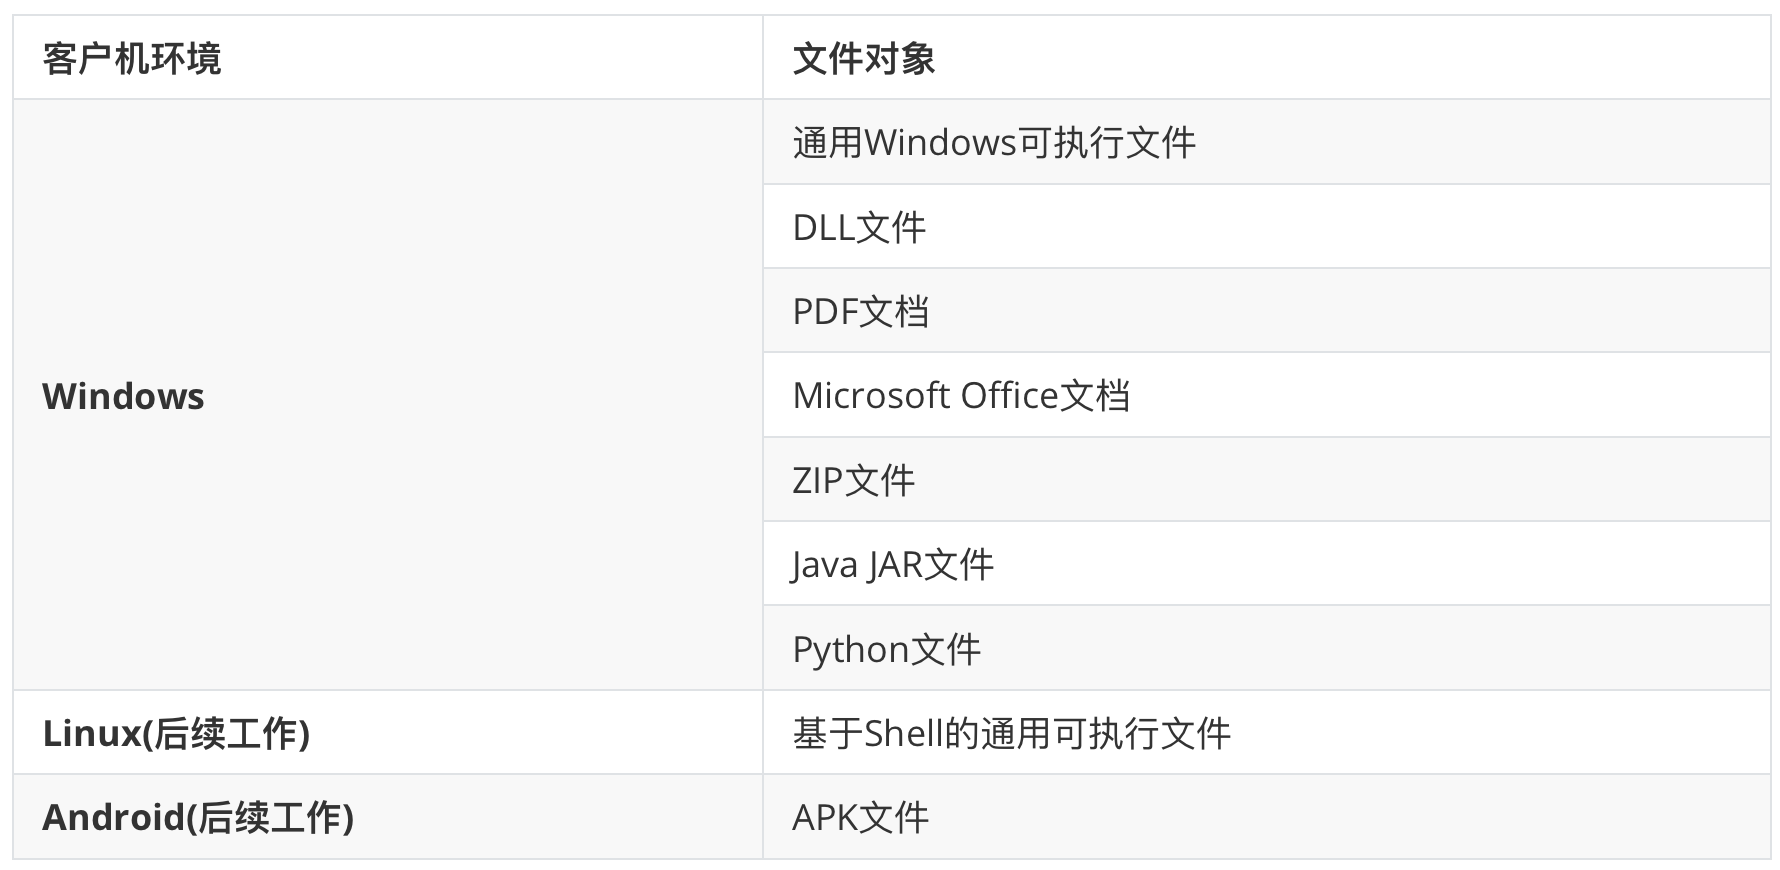 客户机环境 文件对象
通用Windows可执行文件
DLL文件
PDF文档
Windows Microsoft Office文档
ZIP文件
Java JAR文件
Python文件
Linux(后续工作) 基于Shell的通用可执行文件
Android(后续工作) APK文件